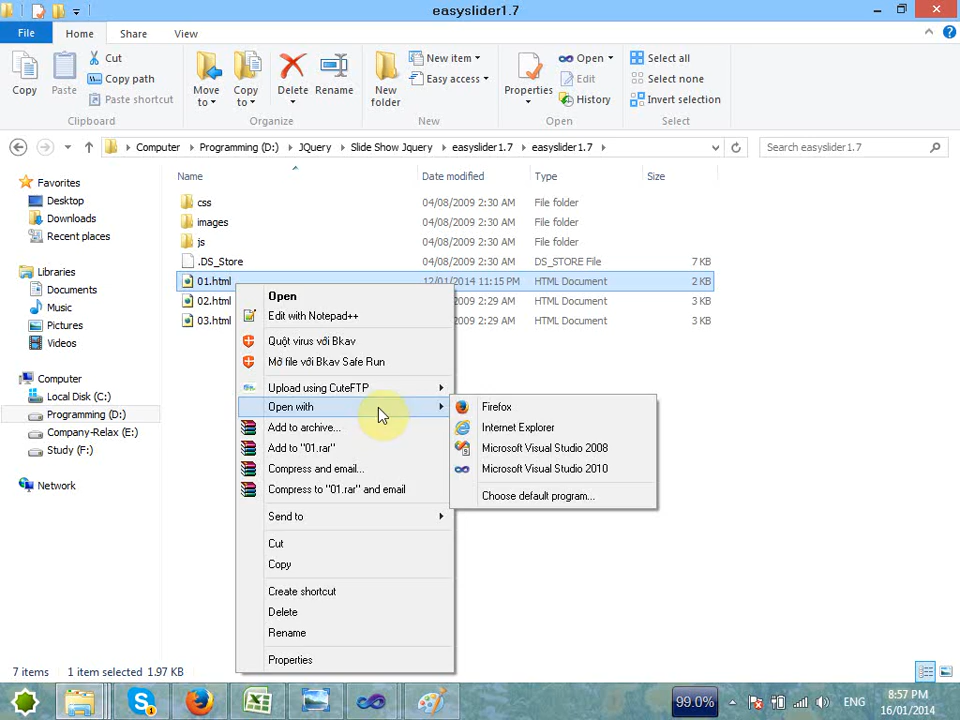 easyslider1.7
File Home Share View
Copy Paste Cut Copy path Paste shortcut Clipboard
Move to Copy to Delete Rename Organize
New folder New item Easy access New
Properties Open Edit History Open
Select all Select none Invert selection Select
Computer Programming (D:) JQuery Slide Show Jquery easyslider1.7 easyslider1.7 Search easyslider1.7
Name Date modified Type Size
css 04/08/2009 2:30 AM File folder
images 04/08/2009 2:30 AM File folder
js 04/08/2009 2:30 AM File folder
.DS_Store 04/08/2009 2:30 AM DS_STORE File 7 KB
01.html 12/01/2014 11:15 PM HTML Document 2 KB
02.html 2009 2:29 AM HTML Document 3 KB
03.html 2009 2:29 AM HTML Document 3 KB
Favorites
Desktop
Downloads
Recent places
Libraries
Documents
Music
Pictures
Videos
Computer
Local Disk (C:)
Programming (D:)
Company-Relax (E:)
Study (F:)
Network
Open
Edit with Notepad++
Quột virus với Bkav
Mở file với Bkav Safe Run
Upload using CuteFTP
Open with
Add to archive...
Add to "01.rar"
Compress and email...
Compress to "01.rar" and email
Send to
Cut
Copy
Create shortcut
Delete
Rename
Properties
Firefox
Internet Explorer
Microsoft Visual Studio 2008
Microsoft Visual Studio 2010
Choose default program...
7 items 1 item selected 1.97 KB
99.0% ENG 8:57 PM
16/01/2014